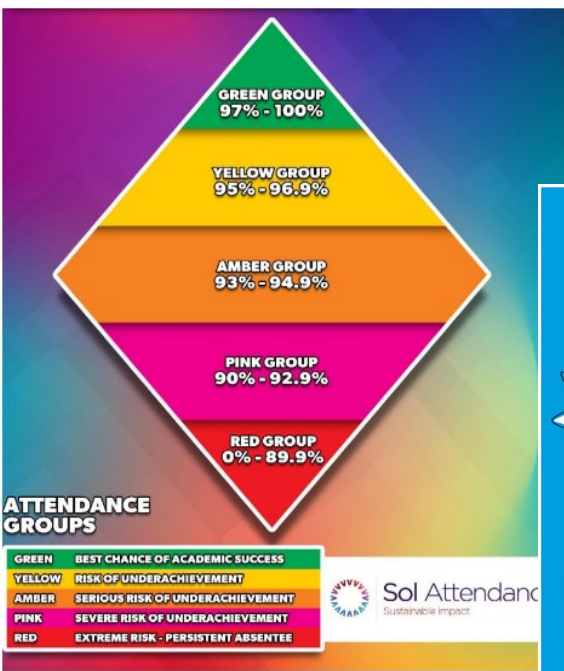 GREEN GROUP
97% - 100%
YELLOW GROUP
95% - 96.9%
AMBER GROUP
93% - 94.9%
PINK GROUP
90% - 92.9%
RED GROUP
0% - 89.9%
ATTENDANCE
GROUPS
GREEN BEST CHANCE OF ACADEMIC SUCCESS
YELLOW RISK OF UNDERACHIEVEMENT
AMBER SERIOUS RISK OF UNDERACHIEVEMENT
PINK SEVERE RISK OF UNDERACHIEVEMENT
RED EXTREME RISK - PERSISTENT ABSENTEE
Sol Attendanc
Sustainable impact